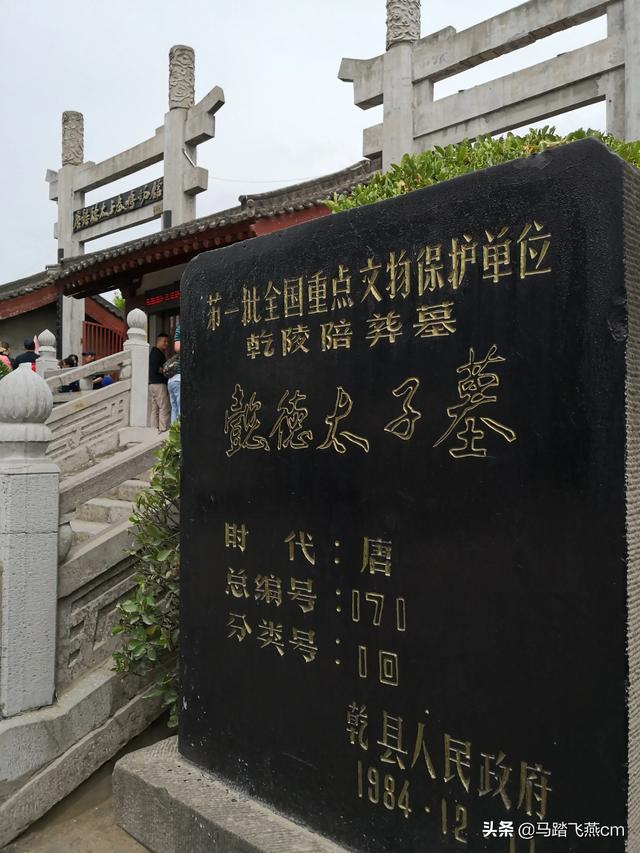 第一批全国重点文物保护单位
乾陵陪葬墓
懿德太子墓
时 代：唐
总编号：171
分类号：10
乾县人民政府
1984·12
头条 @马踏飞燕cm